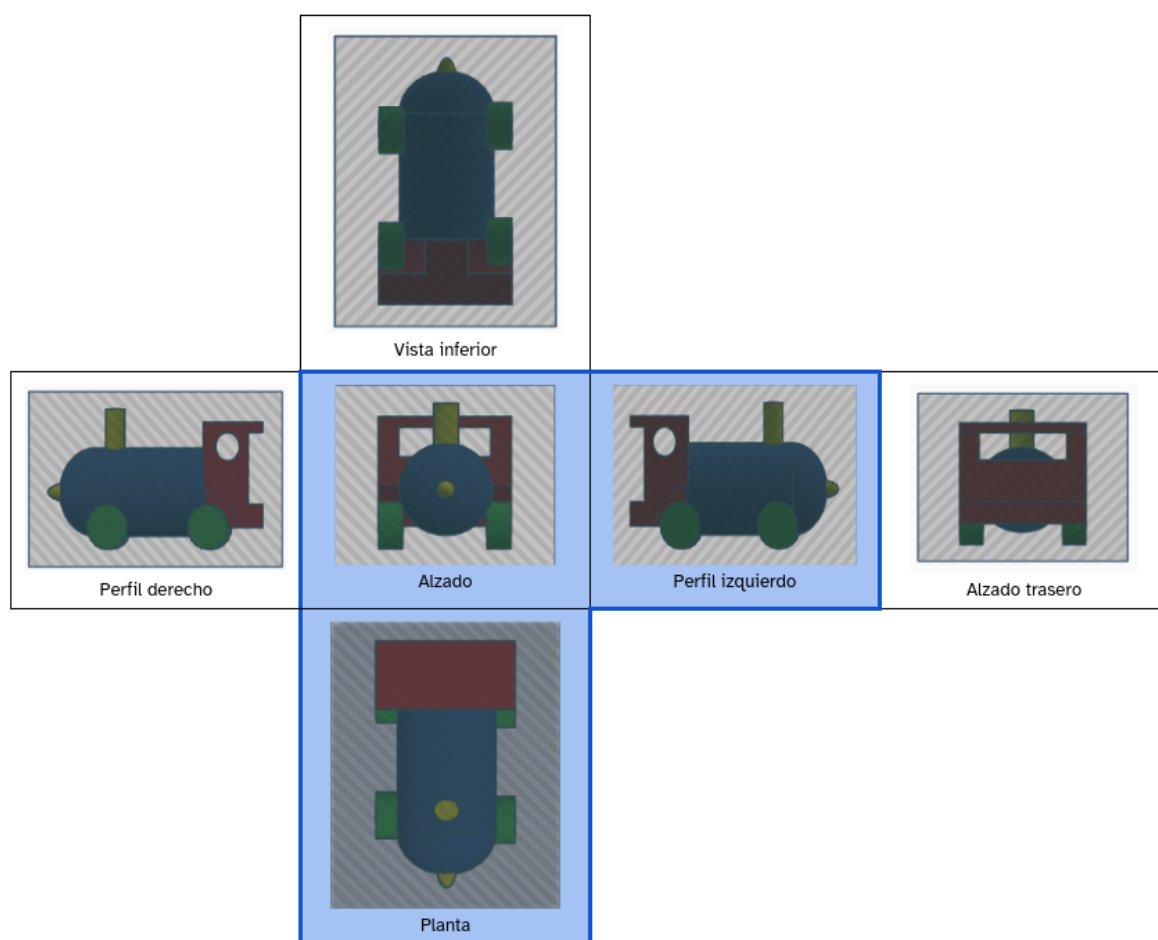 Vista inferior
Perfil derecho
Alzado
Perfil izquierdo
Alzado trasero
Planta